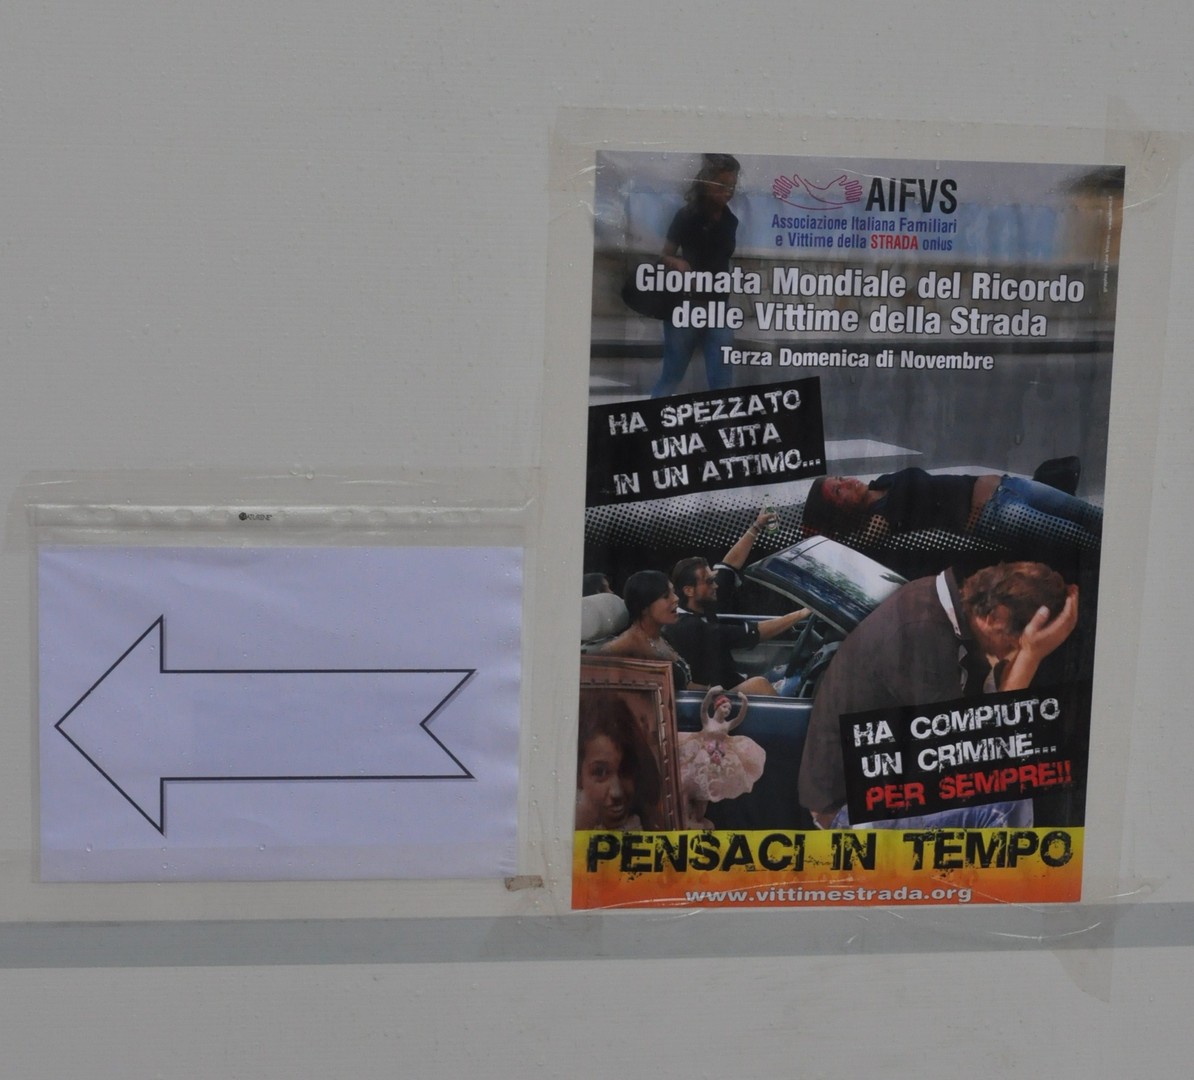 AIFVS
Associazione Italiana Familiari
e Vittime della STRADA onlus
Giornata Mondiale del Ricordo
delle Vittime della Strada
Terza Domenica di Novembre
HA SPEZZATO
UNA VITA
IN UN ATTIMO...
HA COMPIUTO
UN CRIMINE...
PER SEMPRE!!
PENSACI IN TEMPO
www.vittimestrada.org